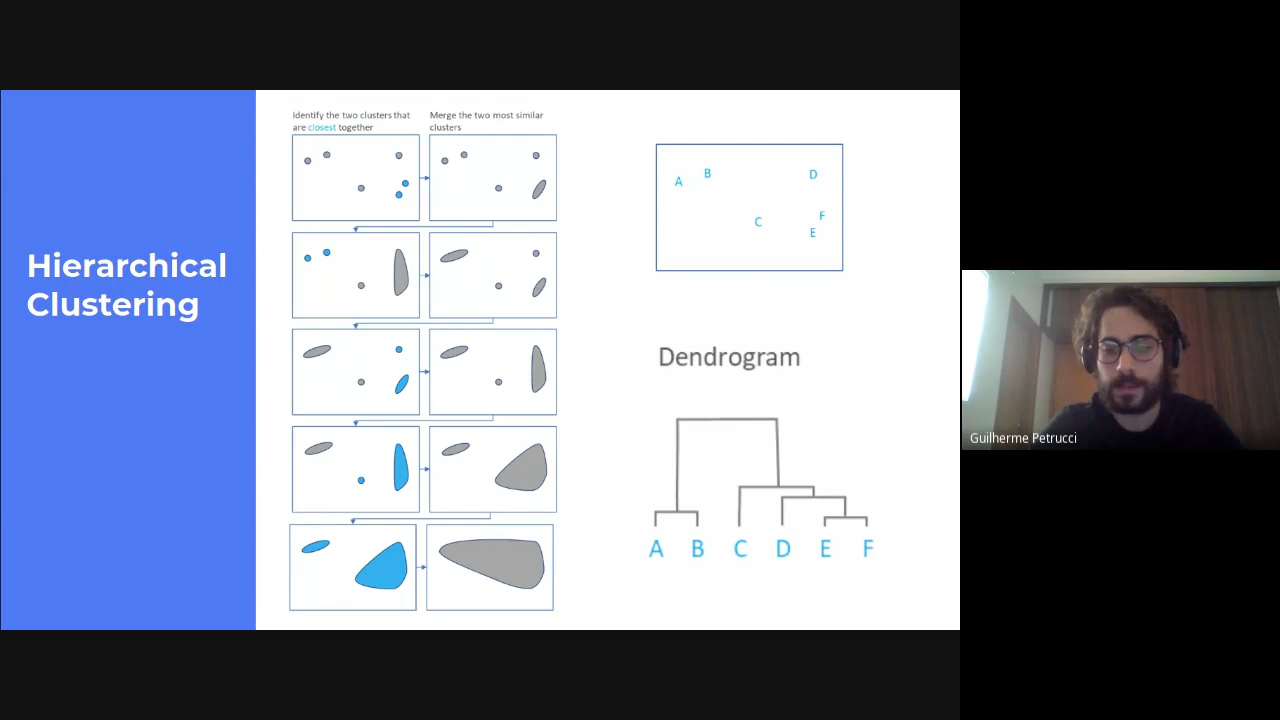 Hierarchical
Clustering
Identify the two clusters that
are closest together
Merge the two most similar
clusters
A
B
D
C
F
E
Dendrogram
A B C D E F
Guilherme Petrucci